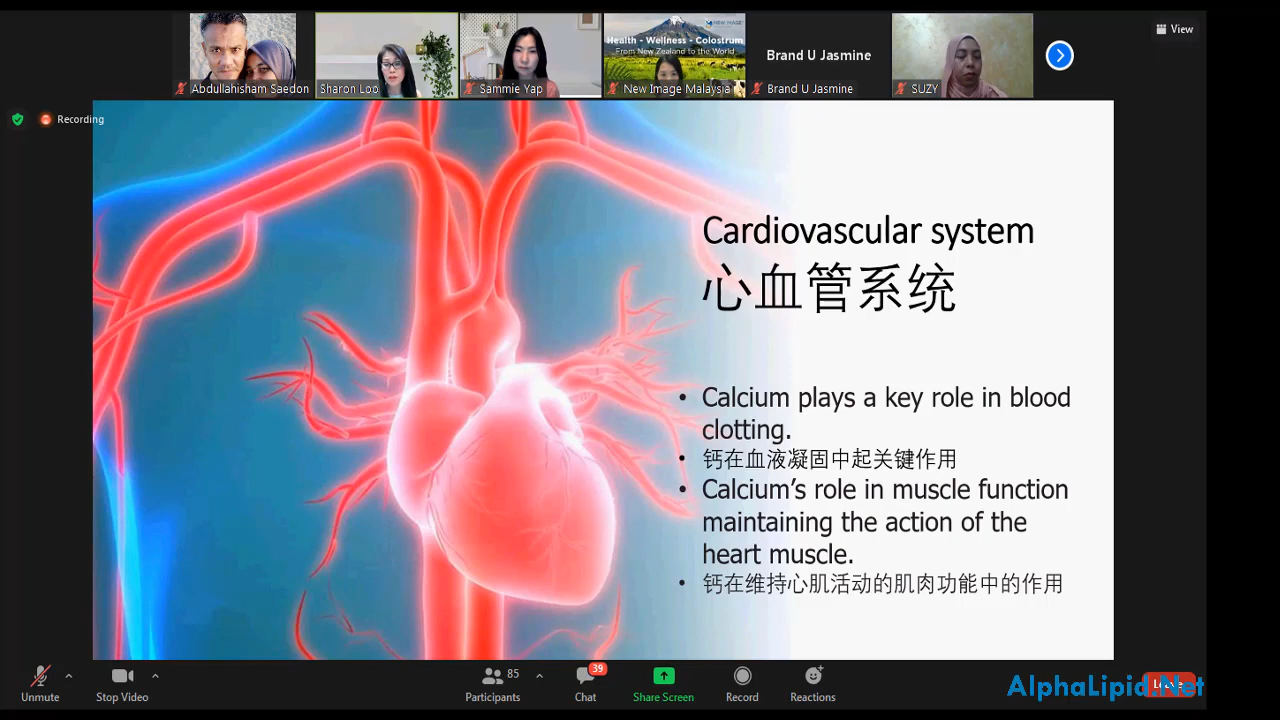 Health - Wellness - Colostrum
From New Zealand to the World
Brand U Jasmine
View
Abdullahisham Saedon
Sharon Loo
Sammie Yap
New Image Malaysia
Brand U Jasmine
SUZY
Recording
Cardiovascular system
心血管系统
• Calcium plays a key role in blood
clotting.
• 钙在血液凝固中起关键作用
• Calcium’s role in muscle function
maintaining the action of the
heart muscle.
• 钙在维持心肌活动的肌肉功能中的作用
85
39
Unmute
Stop Video
Participants
Chat
Share Screen
Record
Reactions
AlphaLipid.Net